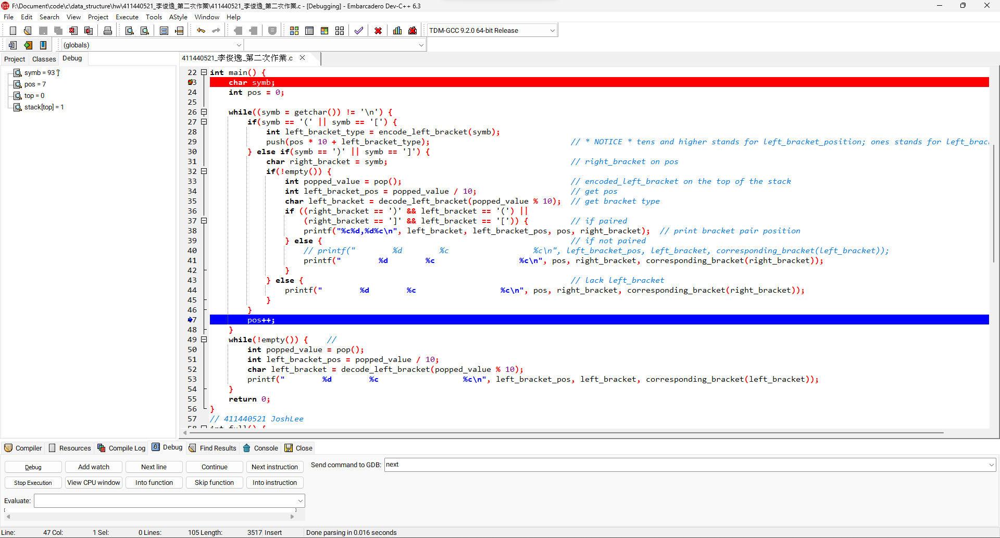 F:\Document\code\c\data_structure\hw\411440521_李俊逸_第二次作業\411440521_李俊逸_第二次作業.c - [Debugging] - Embarcadero Dev-C++ 6.3
File Edit Search View Project Execute Tools AStyle Window Help
TDM-GCC 9.2.0 64-bit Release
(globals)
Project Classes Debug
411440521_李俊逸_第二次作業.c
symb = 93 ']'
pos = 7
top = 0
stack[top] = 1
22 int main() {
23 char symb;
24 int pos = 0;
25
26 while((symb = getchar()) != '\n') {
27 if(symb == '(' || symb == '[') {
28 int left_bracket_type = encode_left_bracket(symb);
29 push(pos * 10 + left_bracket_type); // * NOTICE * tens and higher stands for left_bracket_position; ones stands for left_brac
30 } else if(symb == ')' || symb == ']') {
31 char right_bracket = symb; // right_bracket on pos
32 if(!empty()) {
33 int popped_value = pop(); // encoded_left_bracket on the top of the stack
34 int left_bracket_pos = popped_value / 10; // get pos
35 char left_bracket = decode_left_bracket(popped_value % 10); // get bracket type
36 if ((right_bracket == ')' && left_bracket == '(') ||
37 (right_bracket == ']' && left_bracket == '[')) { // if paired
38 printf("%c%d,%d%c\n", left_bracket, left_bracket_pos, pos, right_bracket); // print bracket pair position
39 } else { // if not paired
40 // printf(" %d %c %c\n", left_bracket_pos, left_bracket, corresponding_bracket(left_bracket));
41 printf(" %d %c %c\n", pos, right_bracket, corresponding_bracket(right_bracket));
42 }
43 } else { // lack left_bracket
44 printf(" %d %c %c\n", pos, right_bracket, corresponding_bracket(right_bracket));
45 }
46 }
47 pos++;
48 }
49 while(!empty()) { //
50 int popped_value = pop();
51 int left_bracket_pos = popped_value / 10;
52 char left_bracket = decode_left_bracket(popped_value % 10);
53 printf(" %d %c %c\n", left_bracket_pos, left_bracket, corresponding_bracket(left_bracket));
54 }
55 return 0;
56 }
57 // 411440521 JoshLee
58 int full() {
Compiler Resources Compile Log Debug Find Results Console Close
Debug Add watch Next line Continue Next instruction Send command to GDB: next
Stop Execution View CPU window Into function Skip function Into instruction
Evaluate:
Line: 47 Col: 1 Sel: 0 Lines: 105 Length: 3517 Insert Done parsing in 0.016 seconds